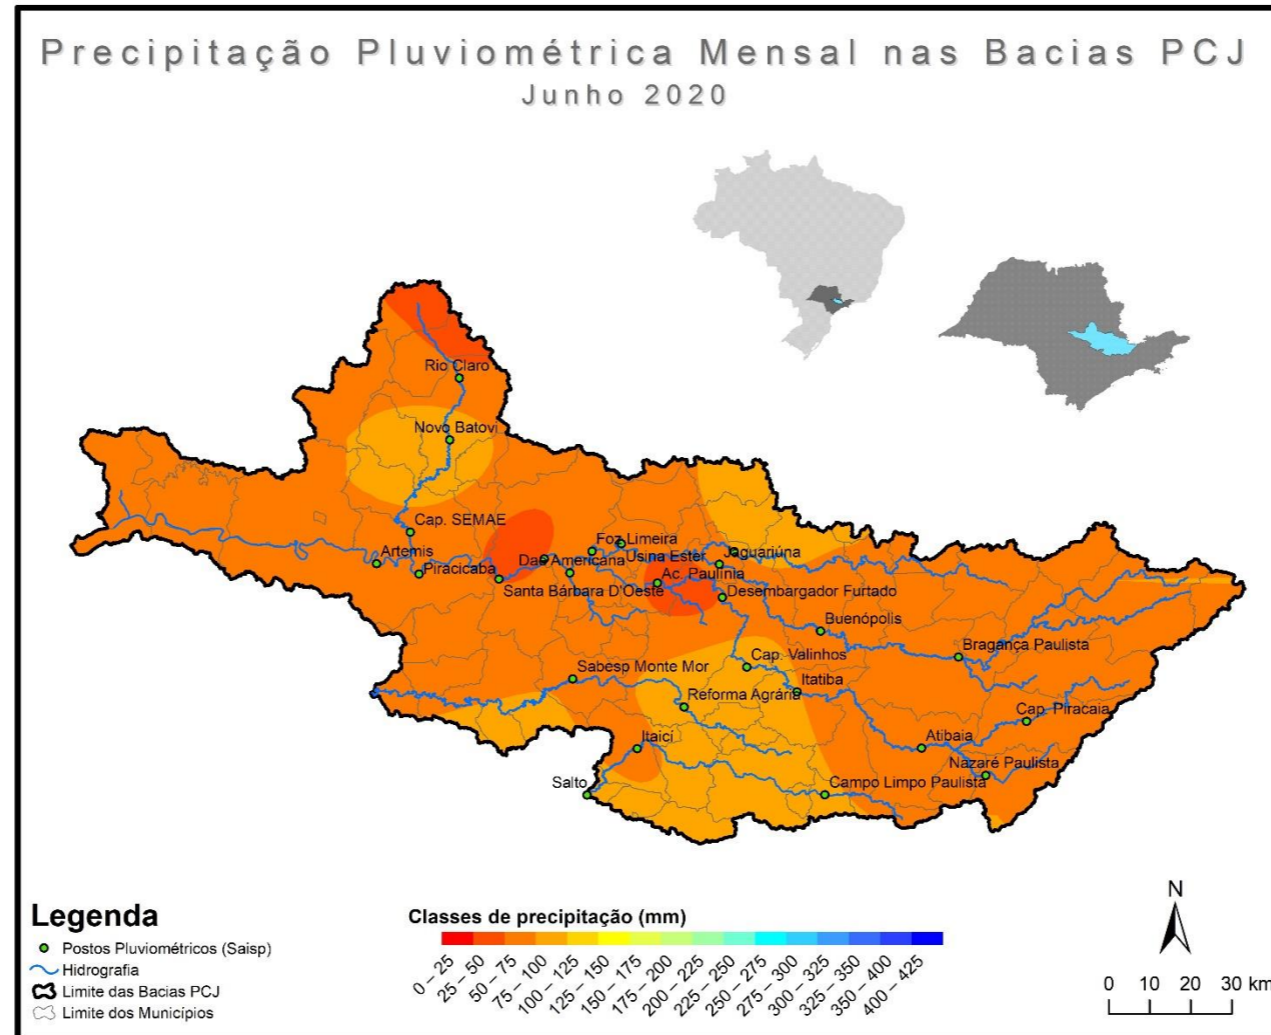 Precipitação Pluviométrica Mensal nas Bacias PCJ
Junho 2020
Rio Claro
Novo Batovi
Cap. SEMAE
Artemis
Piracicaba
Foz Limeira
Usina Ester
Jaguariúna
Dae Americana
Ac. Paulínia
Santa Bárbara D'Oeste
Desembargador Furtado
Buenópolis
Bragança Paulista
Cap. Valinhos
Sabesp Monte Mor
Itatiba
Reforma Agrária
Cap. Piracaia
Itaici
Atibaia
Nazaré Paulista
Salto
Campo Limpo Paulista
Legenda
Postos Pluviométricos (Saisp)
Hidrografia
Limite das Bacias PCJ
Limite dos Municípios
Classes de precipitação (mm)
0 – 25
25 – 50
50 – 75
75 – 100
100 – 125
125 – 150
150 – 175
175 – 200
200 – 225
225 – 250
250 – 275
275 – 300
300 – 325
325 – 350
350 – 400
400 – 425
N
0 10 20 30 km